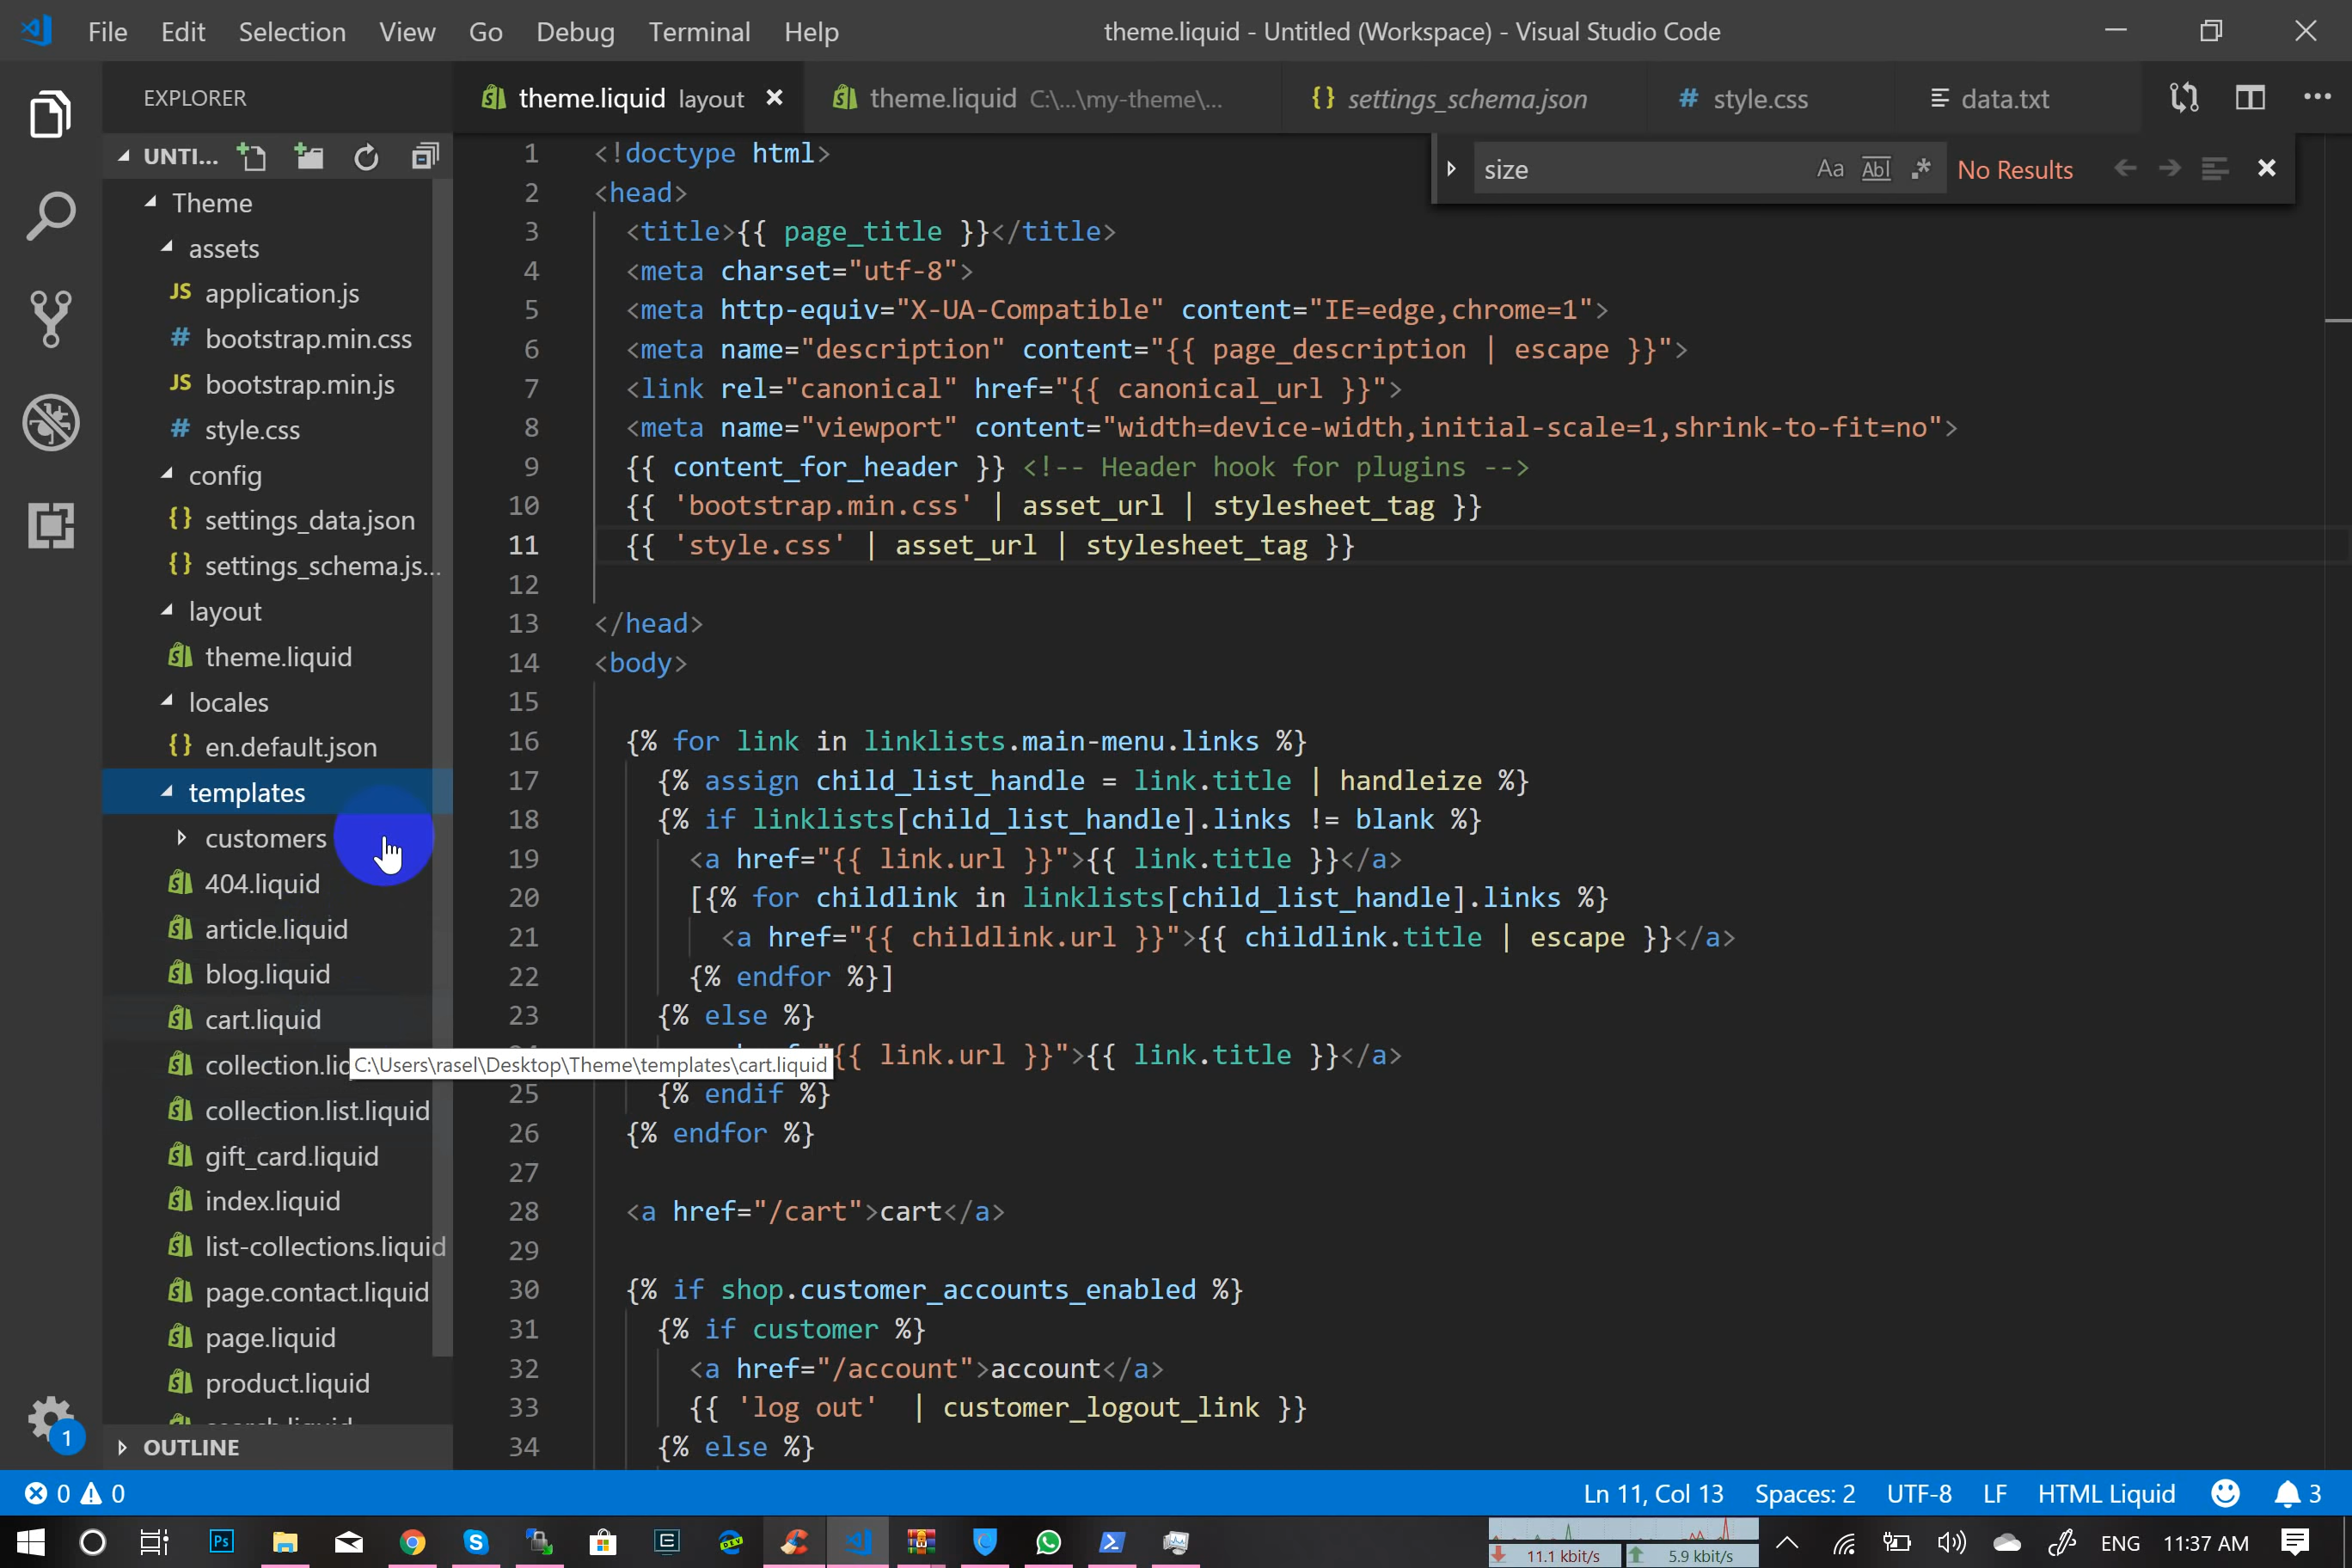 File Edit Selection View Go Debug Terminal Help theme.liquid - Untitled (Workspace) - Visual Studio Code
EXPLORER
theme.liquid layout theme.liquid C:\...\my-theme\... settings_schema.json style.css data.txt
size Aa Abl .* No Results
UNTI...
Theme
assets
JS application.js
# bootstrap.min.css
JS bootstrap.min.js
# style.css
config
{} settings_data.json
{} settings_schema.js...
layout
theme.liquid
locales
{} en.default.json
templates
customers
404.liquid
article.liquid
blog.liquid
cart.liquid
collection.lic
C:\Users\rasel\Desktop\Theme\templates\cart.liquid
collection.list.liquid
gift_card.liquid
index.liquid
list-collections.liquid
page.contact.liquid
page.liquid
product.liquid
OUTLINE
1 <!doctype html>
2 <head>
3 <title>{{ page_title }}</title>
4 <meta charset="utf-8">
5 <meta http-equiv="X-UA-Compatible" content="IE=edge,chrome=1">
6 <meta name="description" content="{{ page_description | escape }}">
7 <link rel="canonical" href="{{ canonical_url }}">
8 <meta name="viewport" content="width=device-width,initial-scale=1,shrink-to-fit=no">
9 {{ content_for_header }} <!-- Header hook for plugins -->
10 {{ 'bootstrap.min.css' | asset_url | stylesheet_tag }}
11 {{ 'style.css' | asset_url | stylesheet_tag }}
12
13 </head>
14 <body>
15
16 {% for link in linklists.main-menu.links %}
17 {% assign child_list_handle = link.title | handleize %}
18 {% if linklists[child_list_handle].links != blank %}
19 <a href="{{ link.url }}">{{ link.title }}</a>
20 [{% for childlink in linklists[child_list_handle].links %}
21 <a href="{{ childlink.url }}">{{ childlink.title | escape }}</a>
22 {% endfor %}]
23 {% else %}
{{ link.url }}">{{ link.title }}</a>
25 {% endif %}
26 {% endfor %}
27
28 <a href="/cart">cart</a>
29
30 {% if shop.customer_accounts_enabled %}
31 {% if customer %}
32 <a href="/account">account</a>
33 {{ 'log out' | customer_logout_link }}
34 {% else %}
1
0 0 Ln 11, Col 13 Spaces: 2 UTF-8 LF HTML Liquid 3
Ps 11.1 kbit/s 5.9 kbit/s ENG 11:37 AM